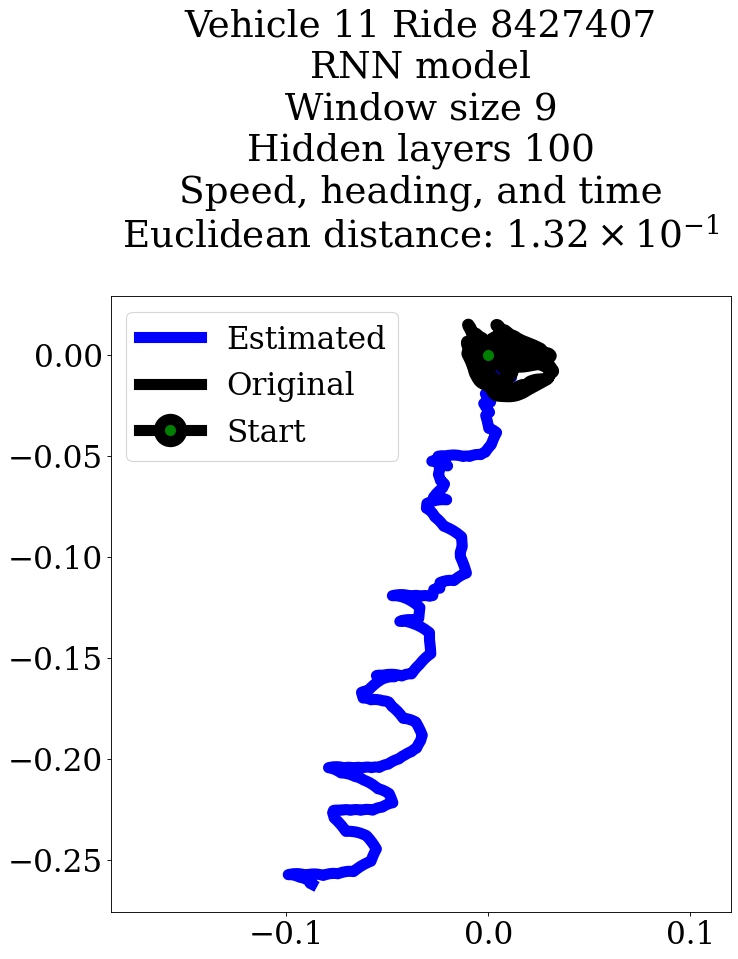 Vehicle 11 Ride 8427407
RNN model
Window size 9
Hidden layers 100
Speed, heading, and time
Euclidean distance: 1.32 × 10⁻¹
Estimated
Original
Start
0.00
−0.05
−0.10
−0.15
−0.20
−0.25
−0.1 0.0 0.1